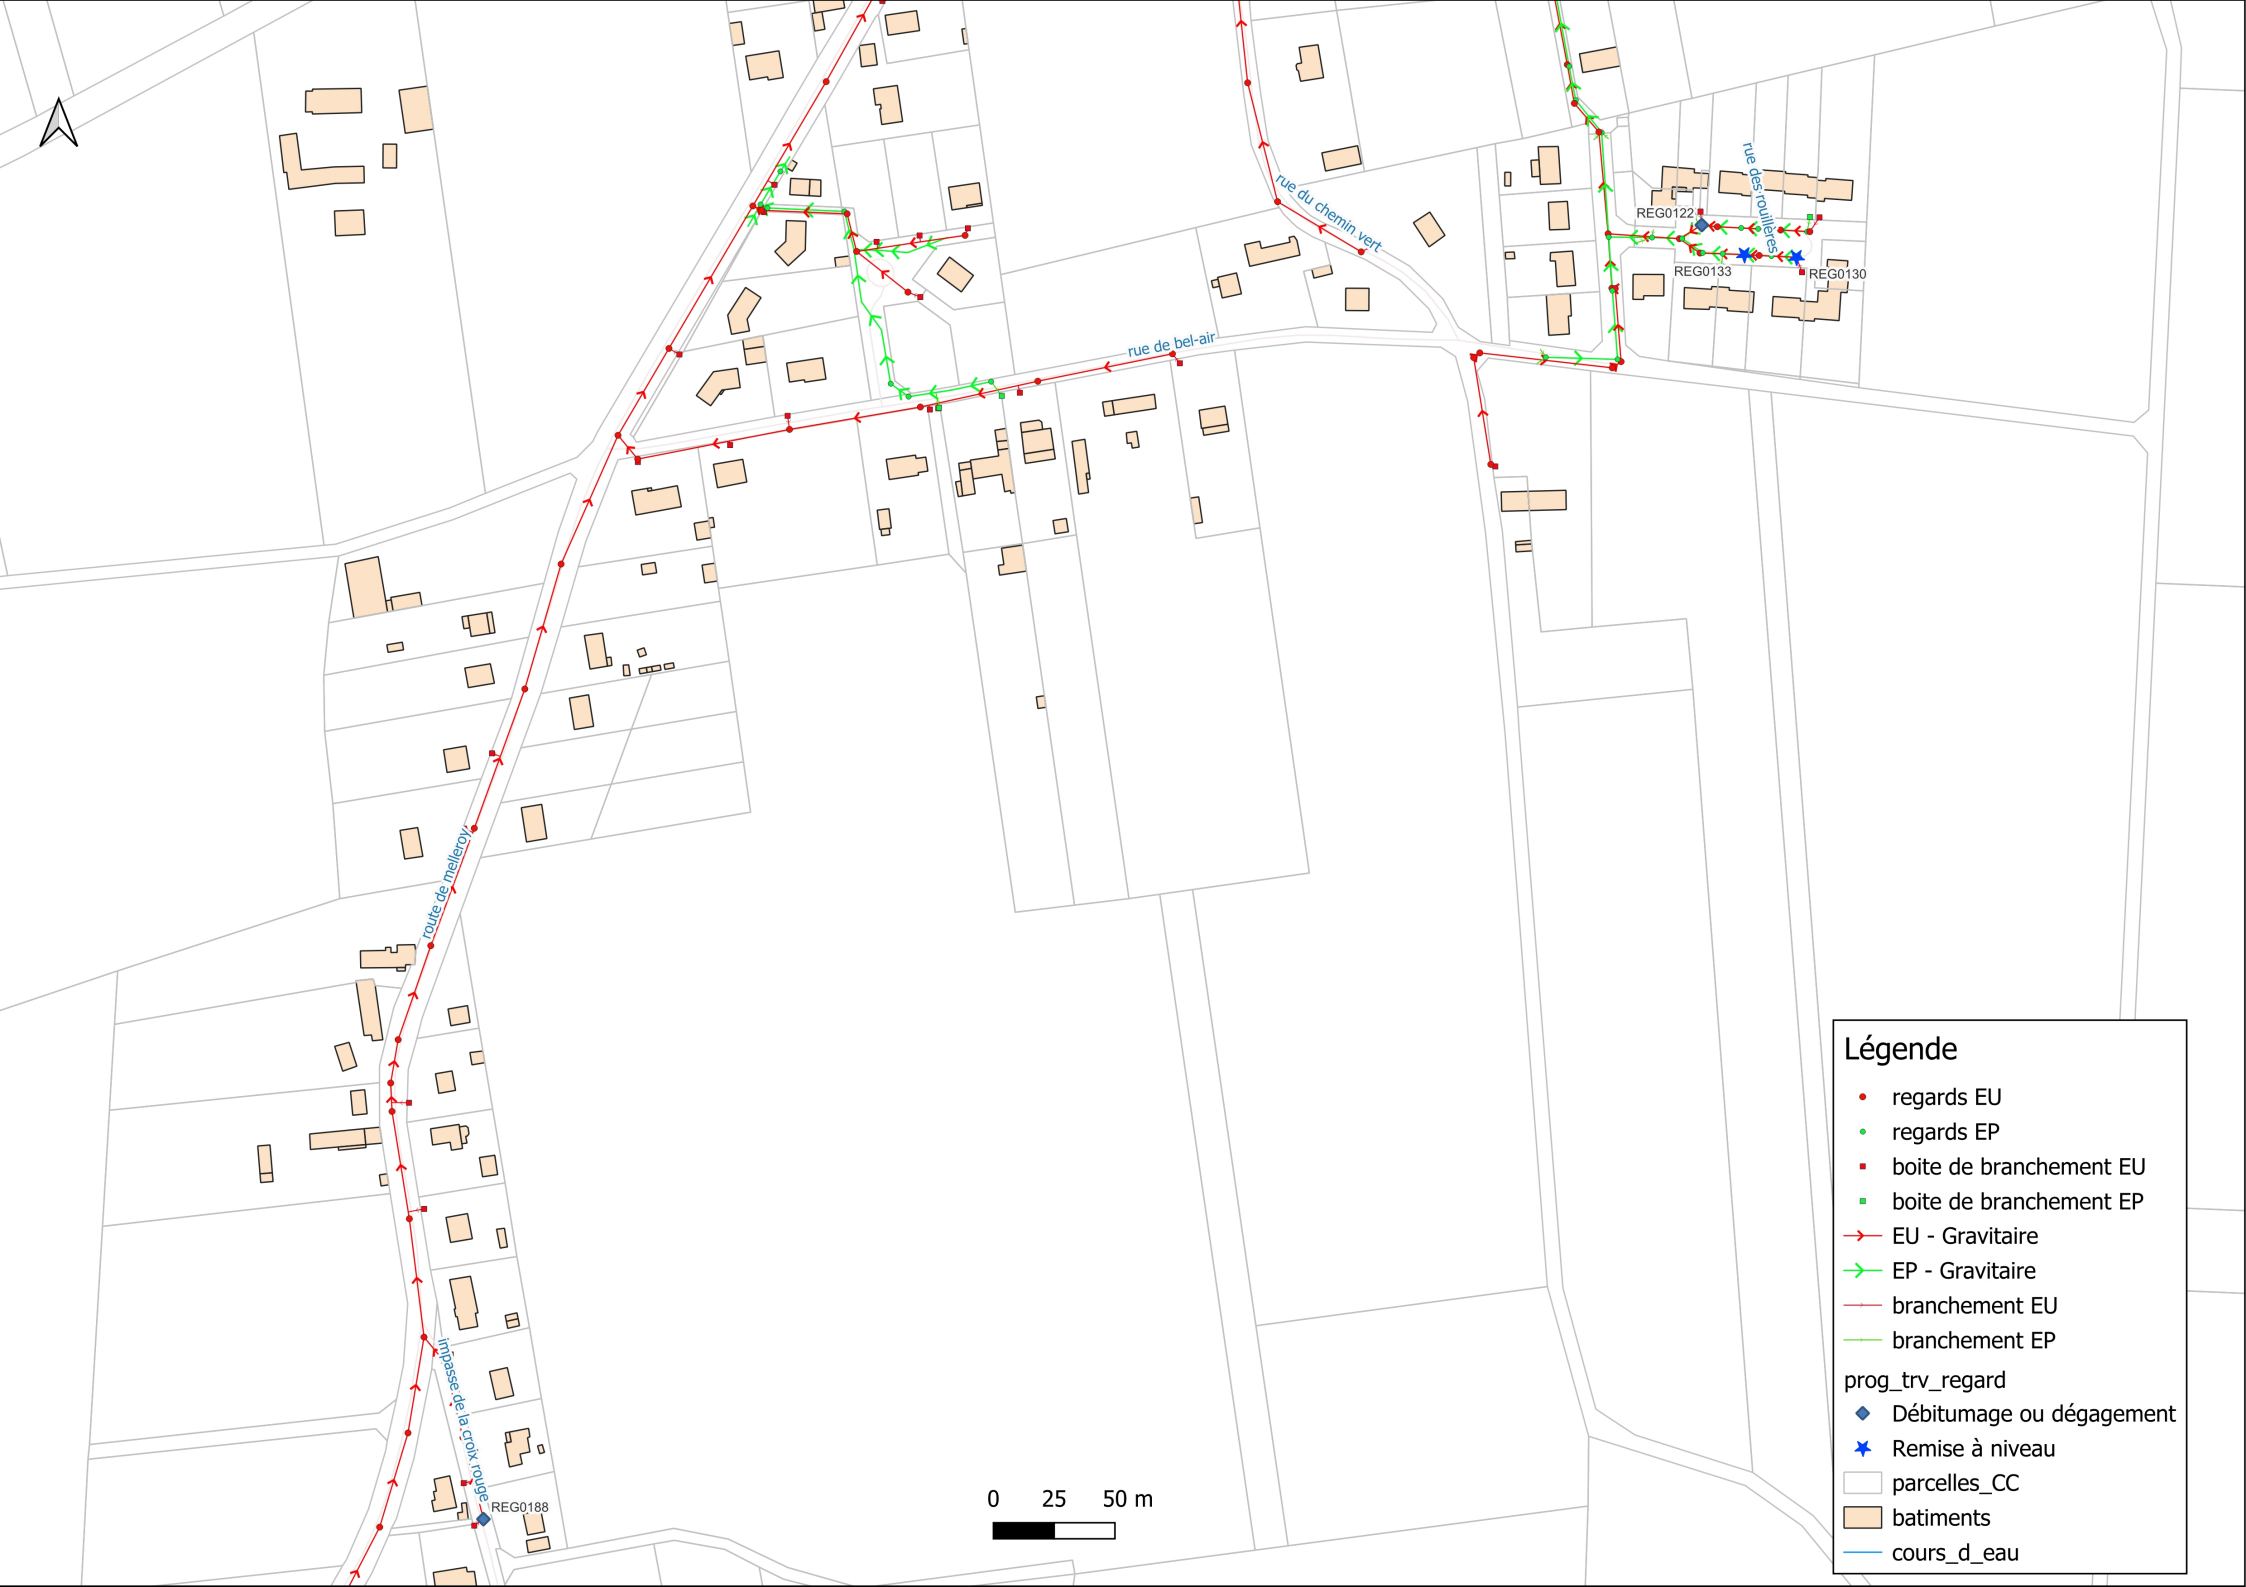 rue des rouillères
REG0122
rue du chemin vert
REG0133
REG0130
rue de bel-air
route de melleroy
impasse de la croix rouge
REG0188
0 25 50 m
Légende
regards EU
regards EP
boite de branchement EU
boite de branchement EP
EU - Gravitaire
EP - Gravitaire
branchement EU
branchement EP
prog_trv_regard
Débitumage ou dégagement
Remise à niveau
parcelles_CC
batiments
cours_d_eau